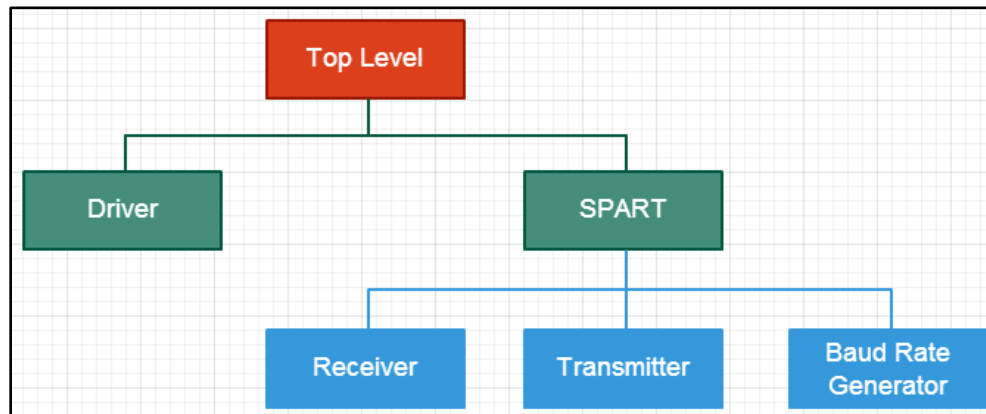 Top Level
Driver
SPART
Receiver
Transmitter
Baud Rate
Generator